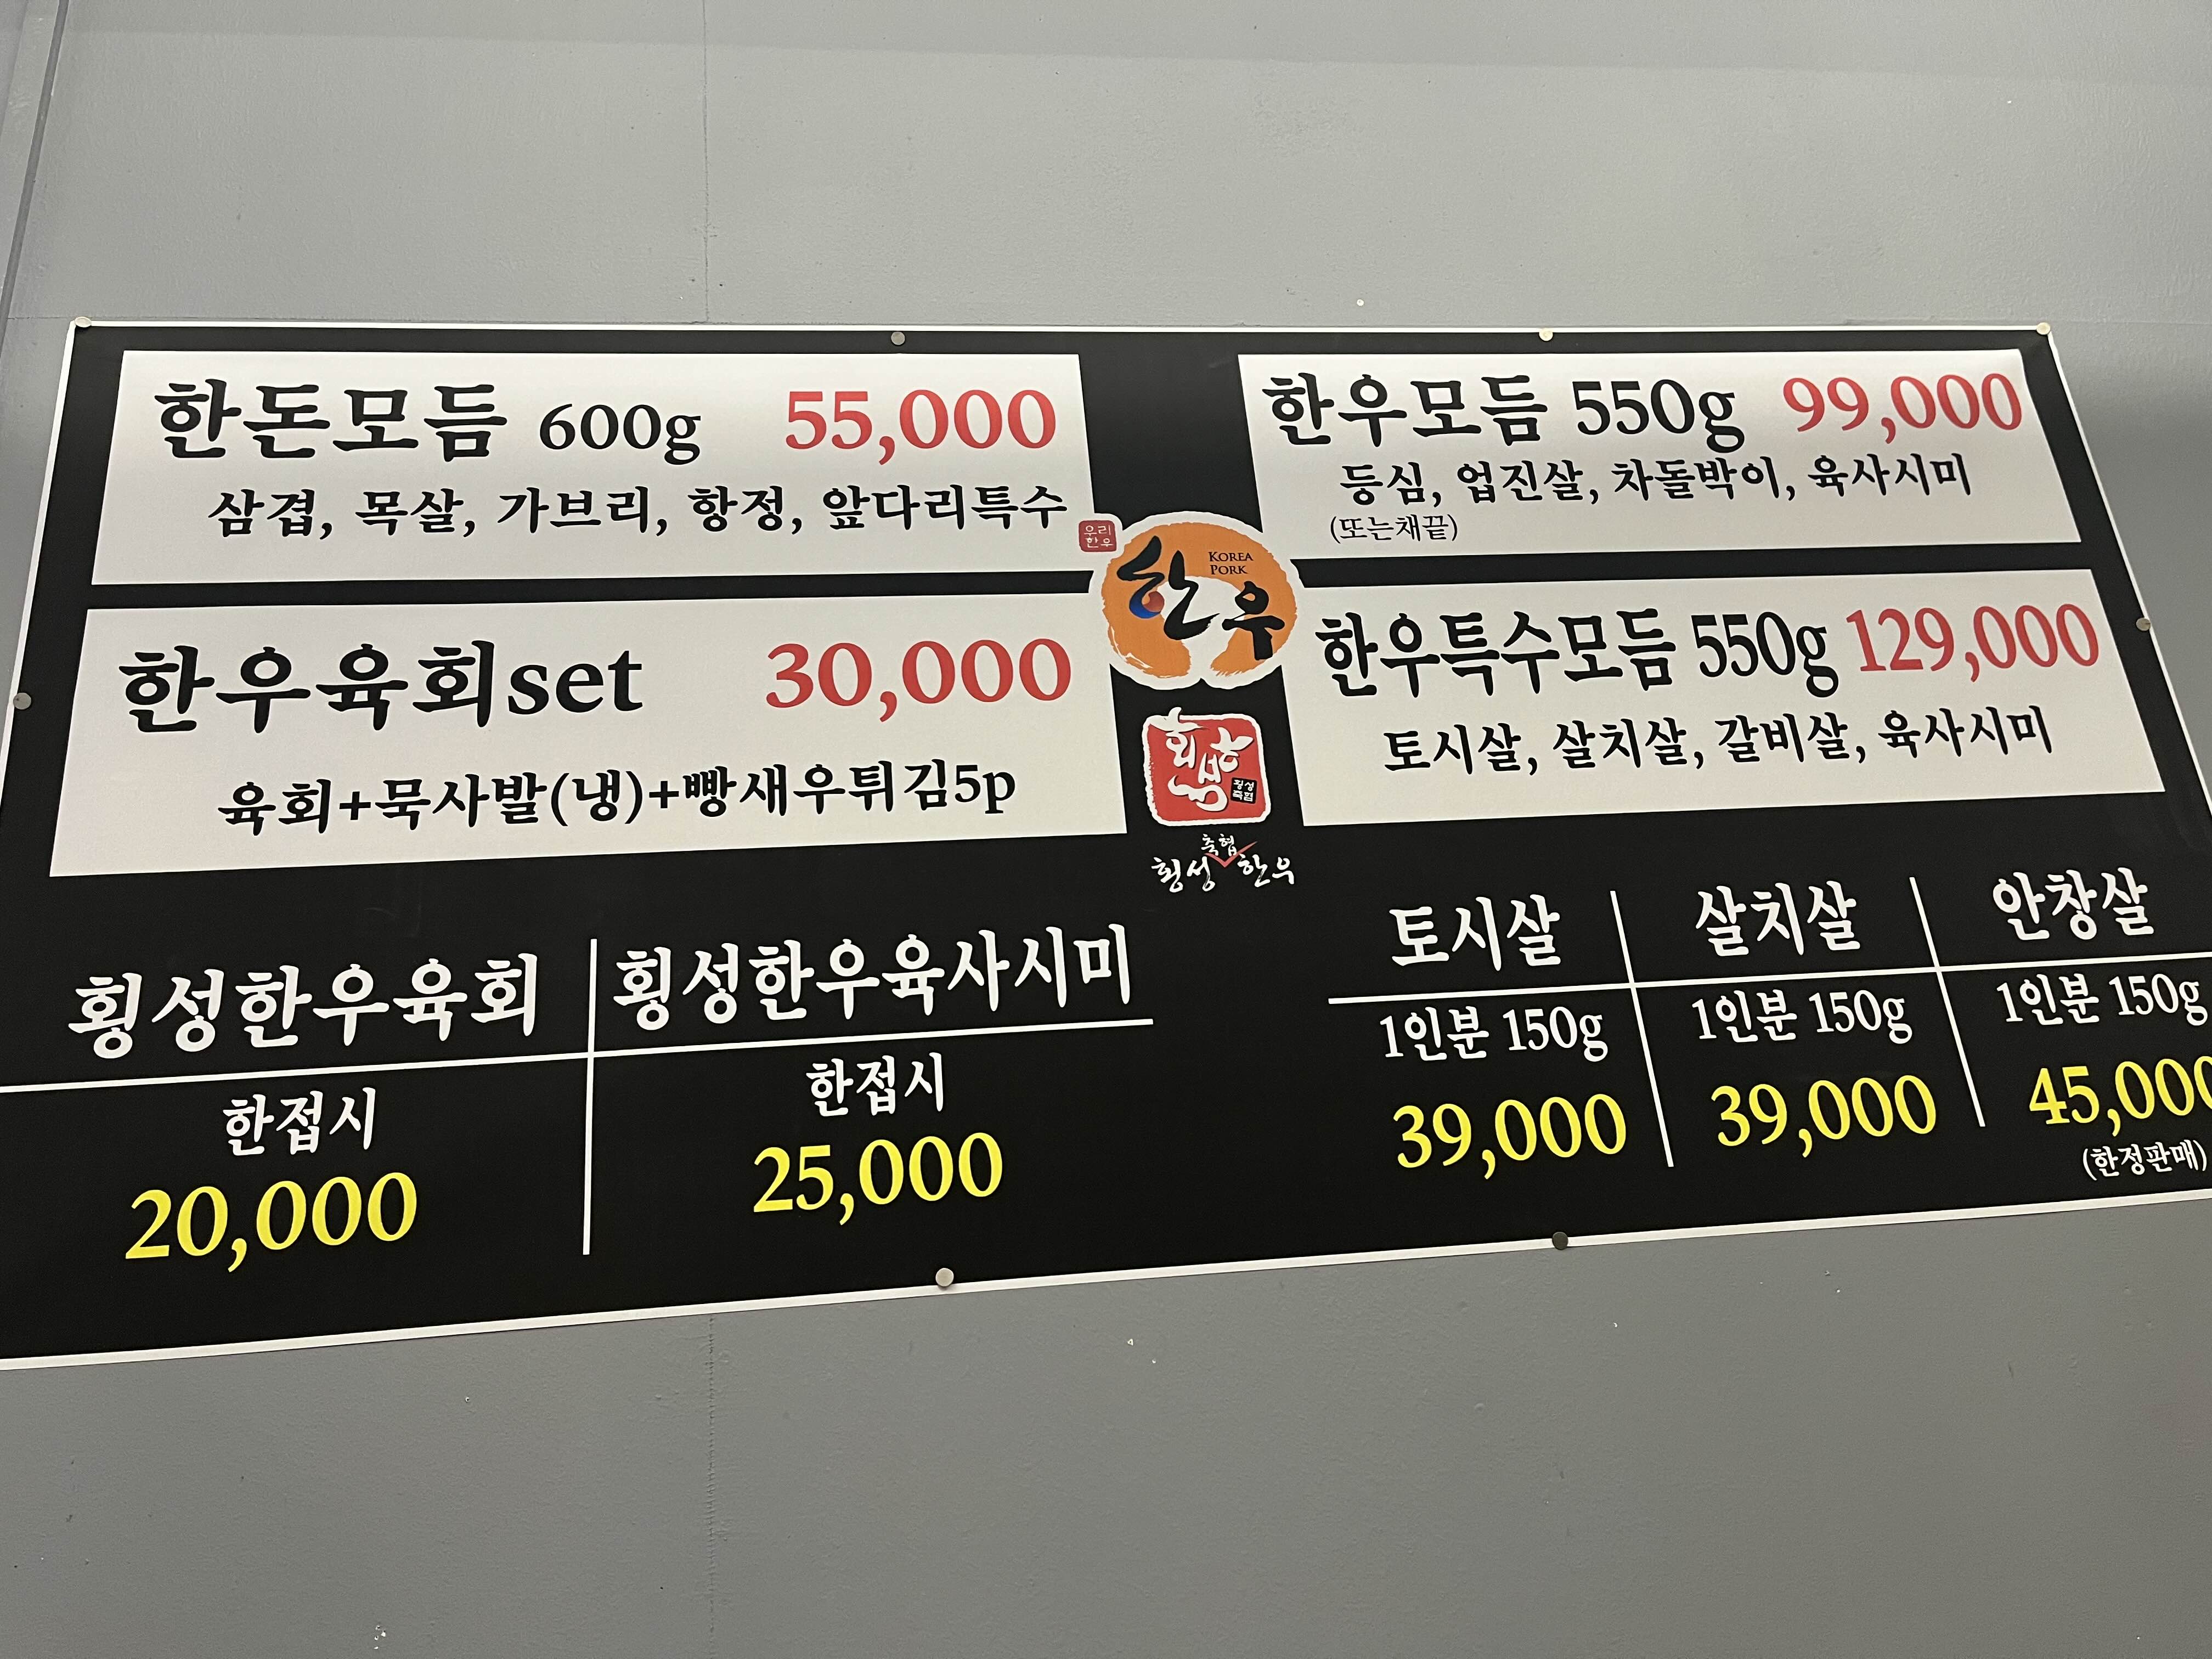 한돈모듬 600g 55,000
삼겹, 목살, 가브리, 항정, 앞다리특수
한우육회set 30,000
육회+묵사발(냉)+빵새우튀김5p
우리
한우
한우
KOREA
PORK
횡성
축협
횡성 한우
한우모듬 550g 99,000
등심, 업진살, 차돌박이, 육사시미
(또는채끝)
한우특수모듬 550g 129,000
토시살, 살치살, 갈비살, 육사시미
횡성한우육회
한접시
20,000
횡성한우육사시미
한접시
25,000
토시살
1인분 150g
39,000
살치살
1인분 150g
39,000
안창살
1인분 150g
45,000
(한정판매)